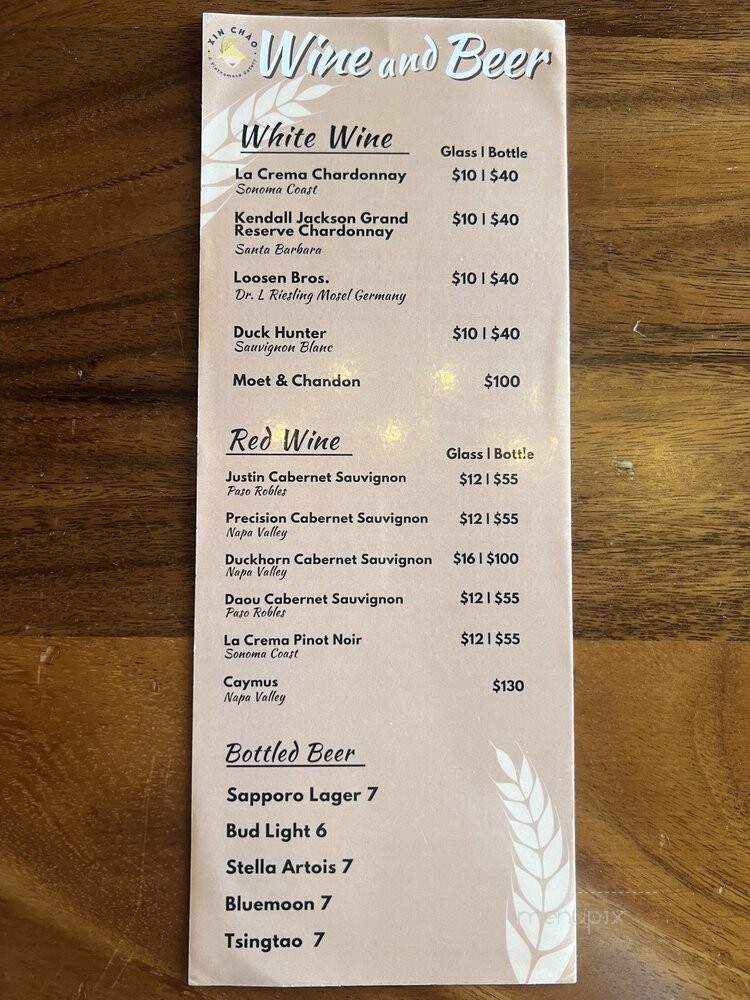 XIN CHAO
A Vietnamese Eatery
Wine and Beer
White Wine
Glass | Bottle
La Crema Chardonnay $10 | $40
Sonoma Coast
Kendall Jackson Grand $10 | $40
Reserve Chardonnay
Santa Barbara
Loosen Bros. $10 | $40
Dr. L Riesling Mosel Germany
Duck Hunter $10 | $40
Sauvignon Blanc
Moet & Chandon $100
Red Wine
Glass | Bottle
Justin Cabernet Sauvignon $12 | $55
Paso Robles
Precision Cabernet Sauvignon $12 | $55
Napa Valley
Duckhorn Cabernet Sauvignon $16 | $100
Napa Valley
Daou Cabernet Sauvignon $12 | $55
Paso Robles
La Crema Pinot Noir $12 | $55
Sonoma Coast
Caymus $130
Napa Valley
Bottled Beer
Sapporo Lager 7
Bud Light 6
Stella Artois 7
Bluemoon 7
Tsingtao 7
menupix